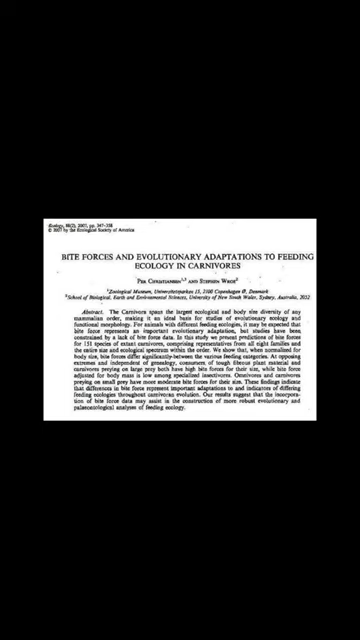 Ecology, 88(2), 2007, pp. 347–358
© 2007 by the Ecological Society of America
BITE FORCES AND EVOLUTIONARY ADAPTATIONS TO FEEDING
ECOLOGY IN CARNIVORES
PER CHRISTIANSEN1,3 AND STEPHEN WROE2
1Zoological Museum, Universitetsparken 15, 2100 Copenhagen Ø, Denmark
2School of Biological, Earth and Environmental Sciences, University of New South Wales, Sydney, Australia, 2052
Abstract. The Carnivora spans the largest ecological and body size diversity of any
mammalian order, making it an ideal basis for studies of evolutionary ecology and
functional morphology. For animals with different feeding ecologies, it may be expected that
bite force represents an important evolutionary adaptation, but studies have been
constrained by a lack of bite force data. In this study we present predictions of bite forces
for 151 species of extant carnivores, comprising representatives from all eight families and
the entire size and ecological spectrum within the order. We show that, when normalized for
body size, bite forces differ significantly between the various feeding categories. At opposing
extremes and independent of genealogy, consumers of tough fibrous plant material and
carnivores preying on large prey both have high bite forces for their size, while bite force
adjusted for body mass is low among specialized insectivores. Omnivores and carnivores
preying on small prey have more moderate bite forces for their size. These findings indicate
that differences in bite force represent important adaptations to and indicators of differing
feeding ecologies throughout carnivoran evolution. Our results suggest that the incorpora-
tion of bite force data may assist in the construction of more robust evolutionary and
palaeontological analyses of feeding ecology.